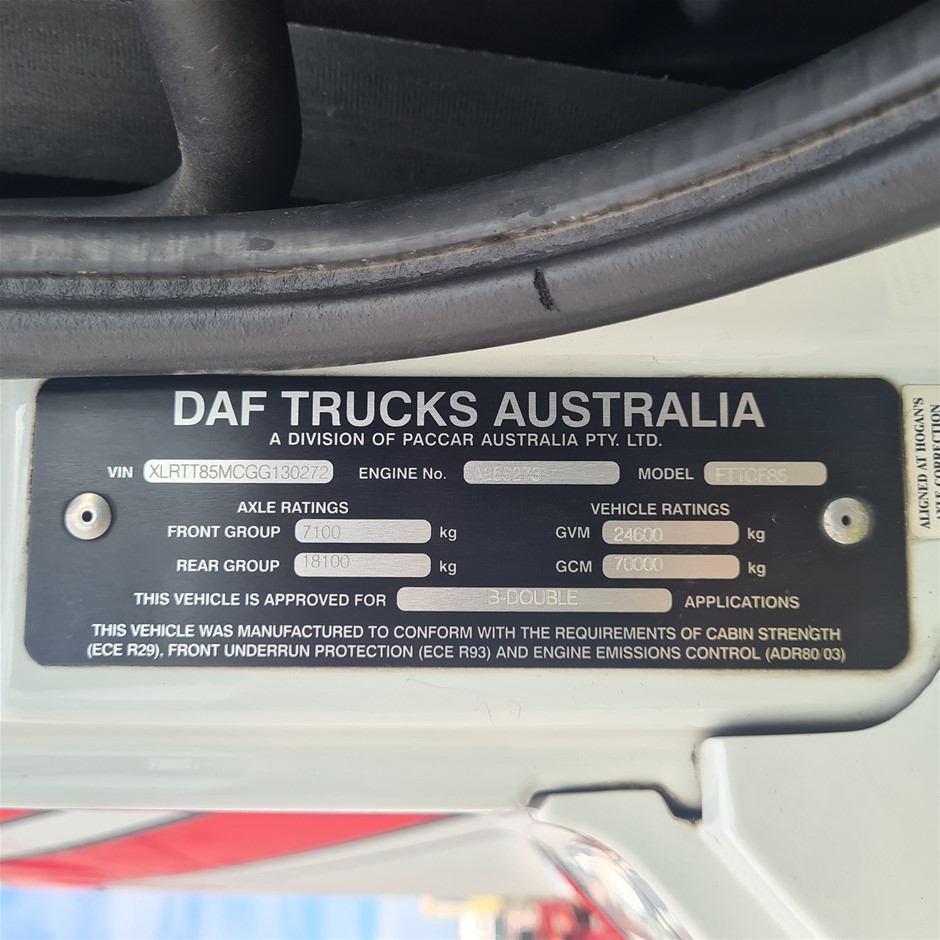 DAF TRUCKS AUSTRALIA
A DIVISION OF PACCAR AUSTRALIA PTY. LTD.
VIN XLRTT85MCGG130272 ENGINE No. MODEL FTTCF85
AXLE RATINGS VEHICLE RATINGS
FRONT GROUP 7100 kg GVM 24600 kg
REAR GROUP 18100 kg GCM 70000 kg
THIS VEHICLE IS APPROVED FOR B-DOUBLE APPLICATIONS
THIS VEHICLE WAS MANUFACTURED TO CONFORM WITH THE REQUIREMENTS OF CABIN STRENGTH
(ECE R29), FRONT UNDERRUN PROTECTION (ECE R93) AND ENGINE EMISSIONS CONTROL (ADR80/03)
ALIGNED AT HOGAN'S
AXLE CORRECTION